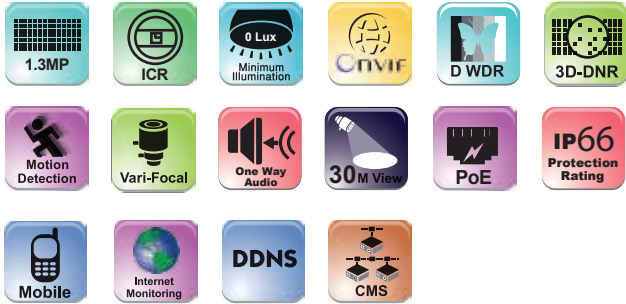 1.3MP
ICR
0 Lux
Minimum
Illumination
Onvif
D WDR
3D-DNR
Motion
Detection
Vari-Focal
One Way
Audio
30M View
PoE
IP66
Protection
Rating
Mobile
Internet
Monitoring
DDNS
CMS